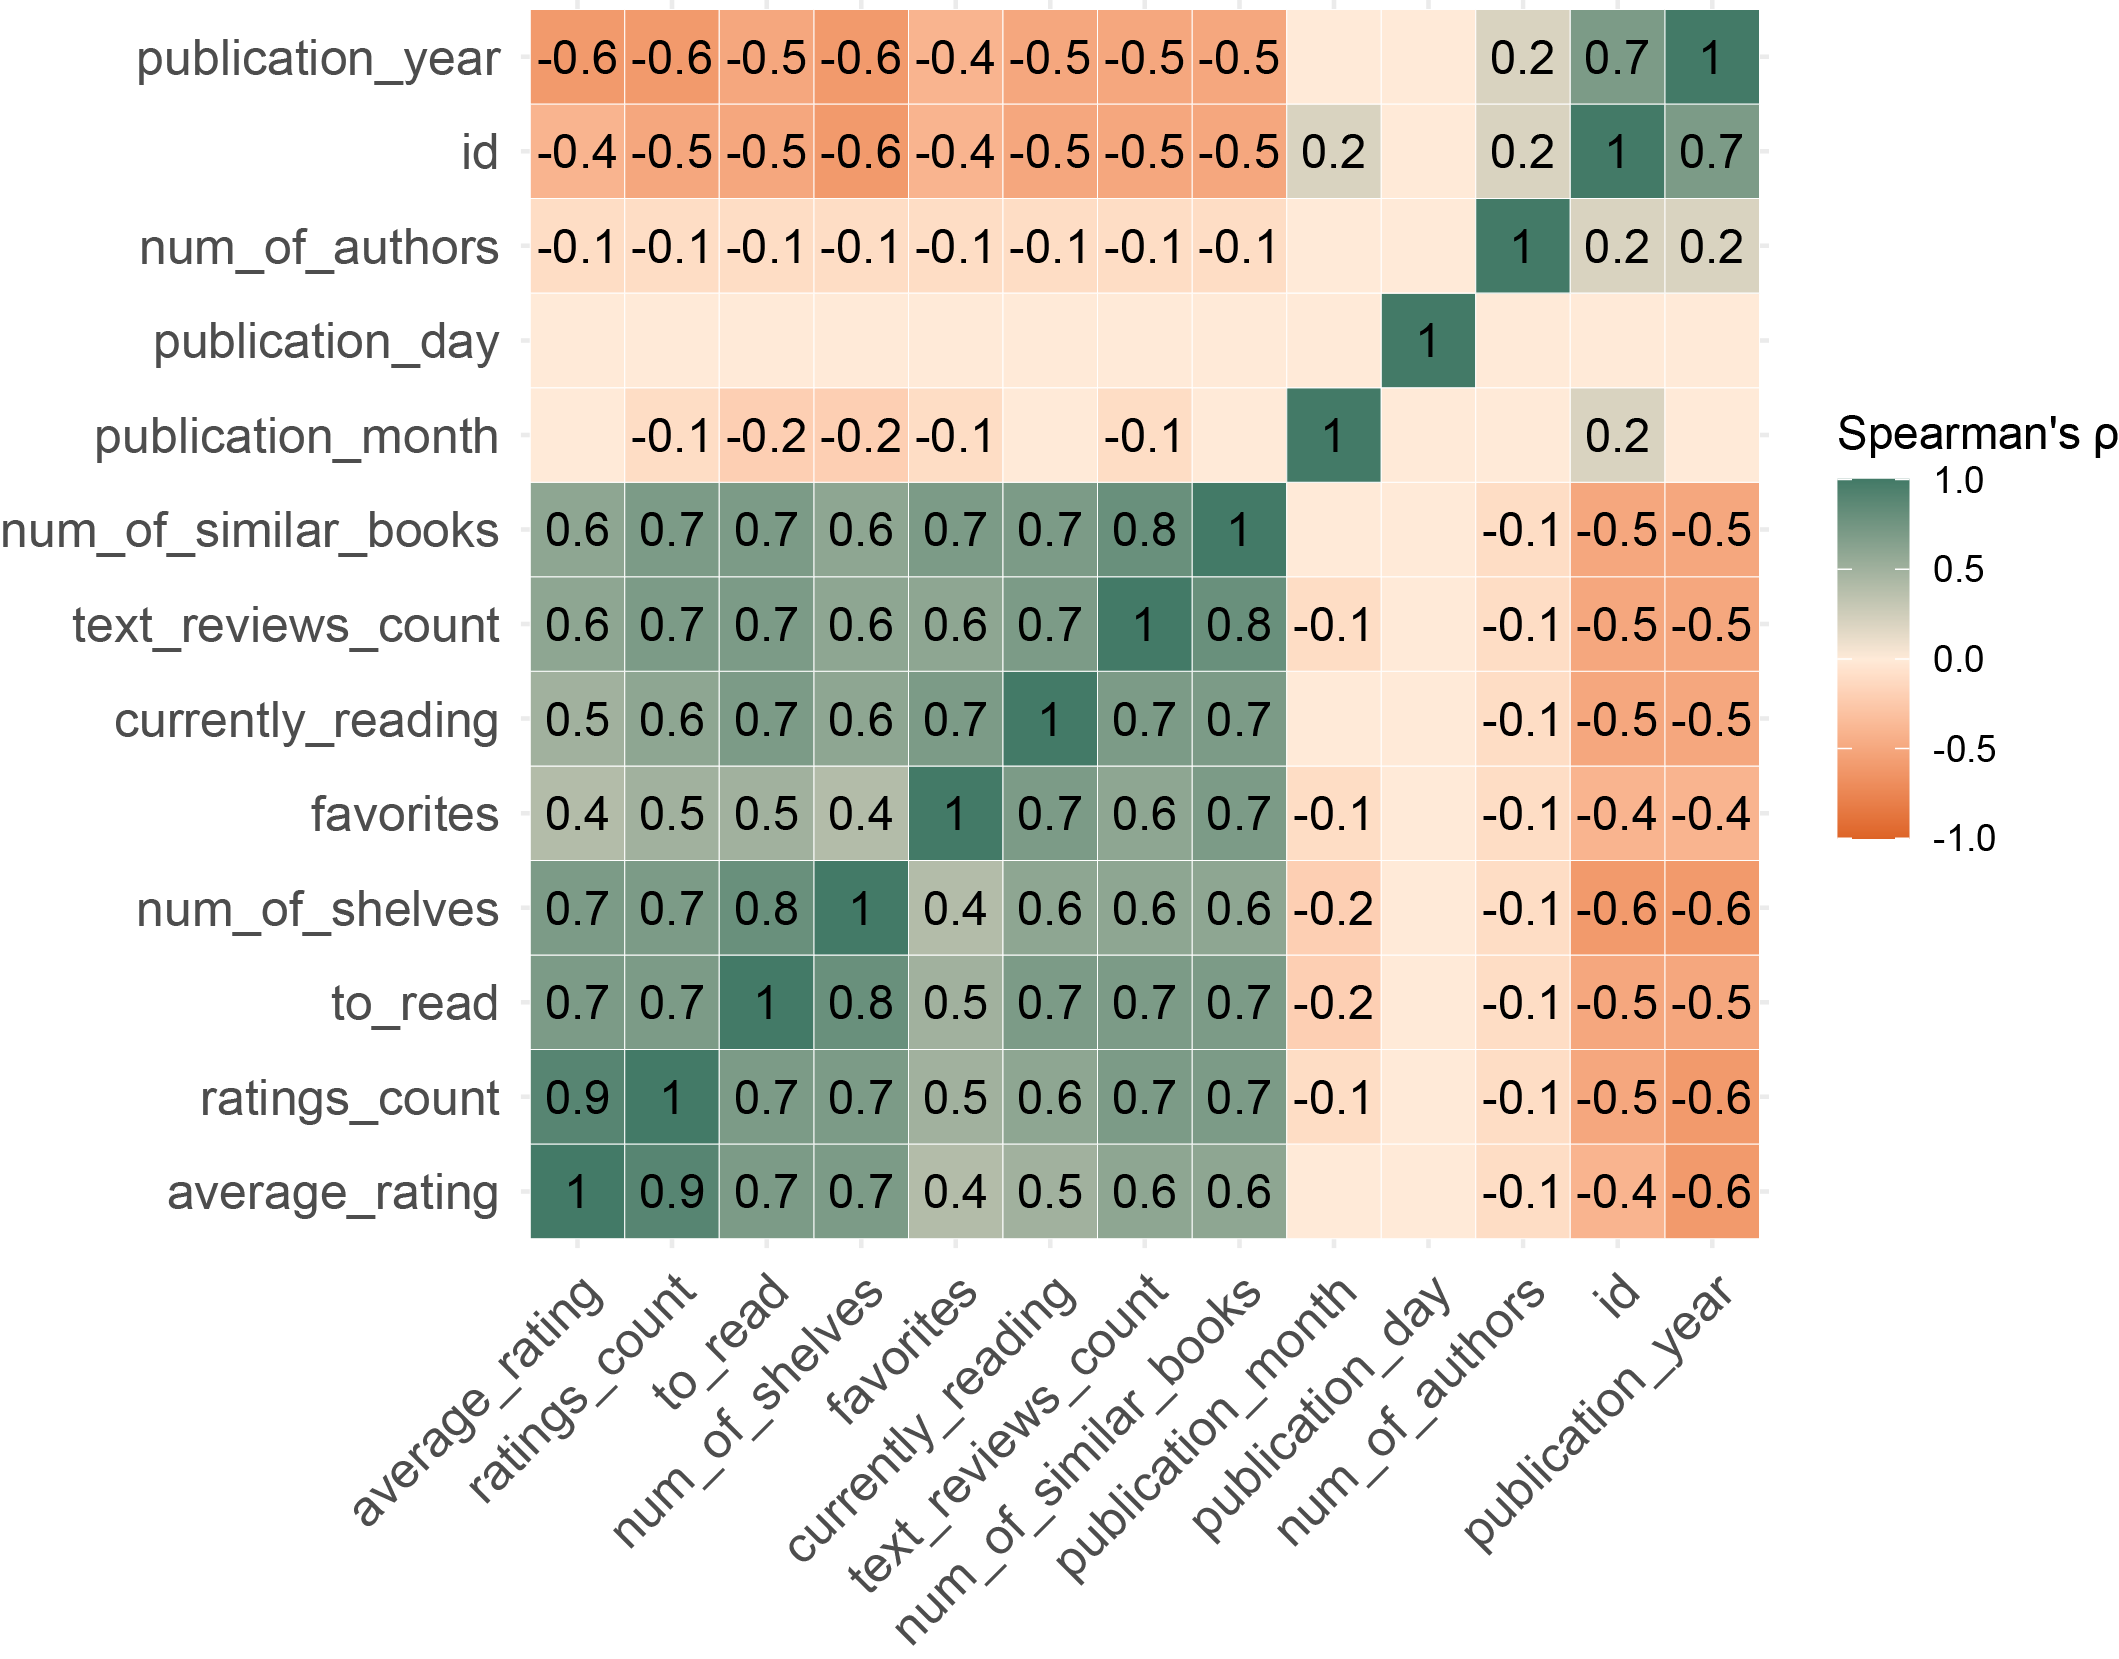 publication_year -0.6 -0.6 -0.5 -0.6 -0.4 -0.5 -0.5 -0.5 0.2 0.7 1
id -0.4 -0.5 -0.5 -0.6 -0.4 -0.5 -0.5 -0.5 0.2 0.2 1 0.7
num_of_authors -0.1 -0.1 -0.1 -0.1 -0.1 -0.1 -0.1 -0.1 1 0.2 0.2
publication_day 1
publication_month -0.1 -0.2 -0.2 -0.1 -0.1 1 0.2
num_of_similar_books 0.6 0.7 0.7 0.6 0.7 0.7 0.8 1 -0.1 -0.5 -0.5
text_reviews_count 0.6 0.7 0.7 0.6 0.6 0.7 1 0.8 -0.1 -0.1 -0.5 -0.5
currently_reading 0.5 0.6 0.7 0.6 0.7 1 0.7 0.7 -0.1 -0.5 -0.5
favorites 0.4 0.5 0.5 0.4 1 0.7 0.6 0.7 -0.1 -0.1 -0.4 -0.4
num_of_shelves 0.7 0.7 0.8 1 0.4 0.6 0.6 0.6 -0.2 -0.1 -0.6 -0.6
to_read 0.7 0.7 1 0.8 0.5 0.7 0.7 0.7 -0.2 -0.1 -0.5 -0.5
ratings_count 0.9 1 0.7 0.7 0.5 0.6 0.7 0.7 -0.1 -0.1 -0.5 -0.6
average_rating 1 0.9 0.7 0.7 0.4 0.5 0.6 0.6 -0.1 -0.4 -0.6
average_rating
ratings_count
to_read
num_of_shelves
favorites
currently_reading
text_reviews_count
num_of_similar_books
publication_month
publication_day
num_of_authors
id
publication_year
Spearman's ρ
1.0
0.5
0.0
-0.5
-1.0